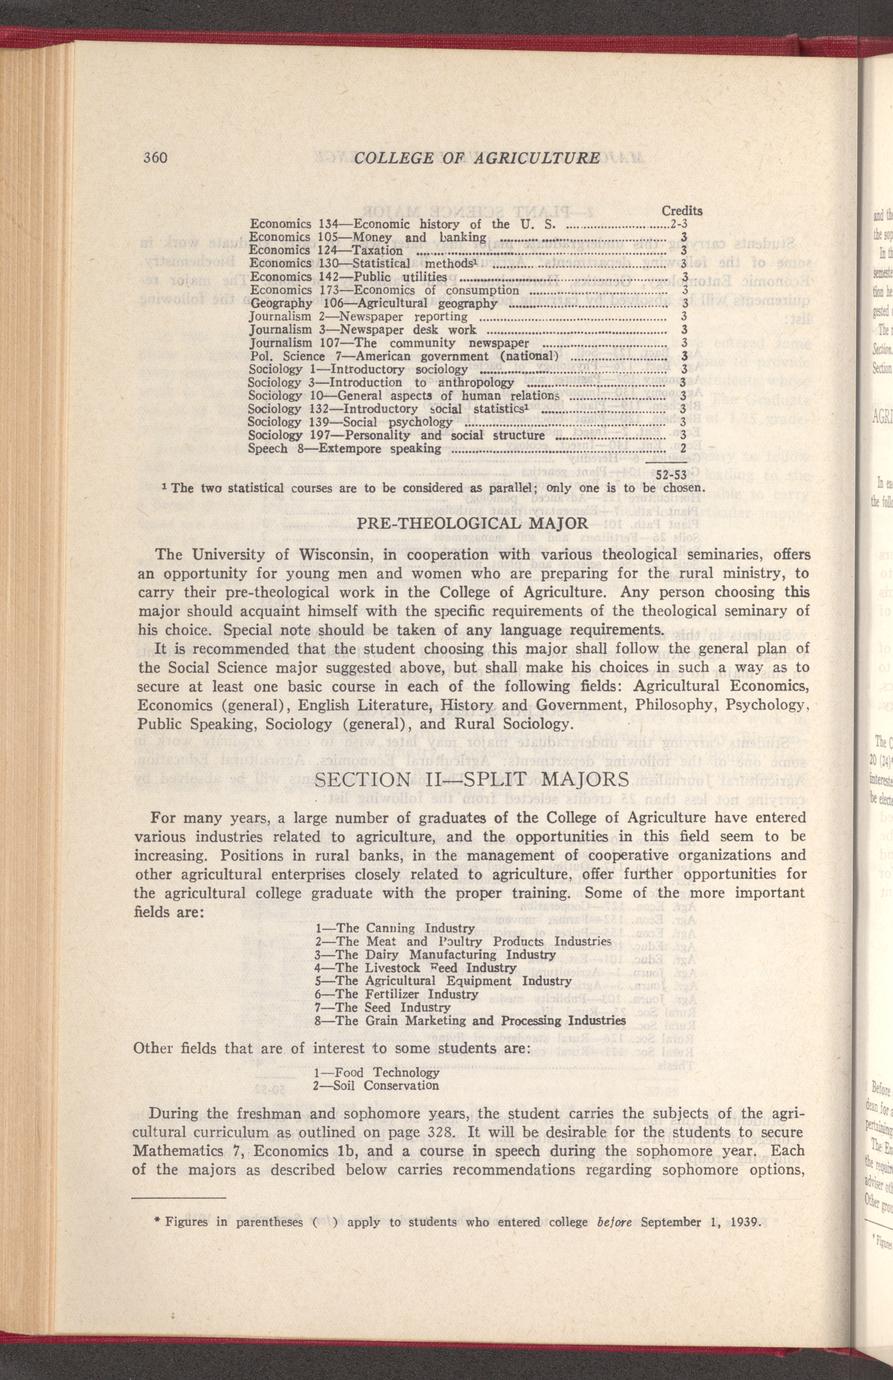 360
COLLEGE OF AGRICULTURE
Credits
Economics 134—Economic history of the U. S. ..........................2-3
Economics 105—Money and banking .......................................... 3
Economics 124—Taxation .......................................... 3
Economics 130—Statistical methods¹ .......................................... 3
Economics 142—Public utilities .......................................... 3
Economics 173—Economics of consumption .................................. 3
Geography 106—Agricultural geography ...................................... 3
Journalism 2—Newspaper reporting .......................................... 3
Journalism 3—Newspaper desk work .......................................... 3
Journalism 107—The community newspaper .............................. 3
Pol. Science 7—American government (national) ........................ 3
Sociology 1—Introductory sociology .......................................... 3
Sociology 3—Introduction to anthropology .................................. 3
Sociology 10—General aspects of human relations ........................ 3
Sociology 132—Introductory social statistics¹ .............................. 3
Sociology 139—Social psychology .......................................... 3
Sociology 197—Personality and social structure ............................ 3
Speech 8—Extempore speaking .......................................... 2
52-53
¹ The two statistical courses are to be considered as parallel; only one is to be chosen.
PRE-THEOLOGICAL MAJOR
The University of Wisconsin, in cooperation with various theological seminaries, offers
an opportunity for young men and women who are preparing for the rural ministry, to
carry their pre-theological work in the College of Agriculture. Any person choosing this
major should acquaint himself with the specific requirements of the theological seminary of
his choice. Special note should be taken of any language requirements.
It is recommended that the student choosing this major shall follow the general plan of
the Social Science major suggested above, but shall make his choices in such a way as to
secure at least one basic course in each of the following fields: Agricultural Economics,
Economics (general), English Literature, History and Government, Philosophy, Psychology,
Public Speaking, Sociology (general), and Rural Sociology.
SECTION II—SPLIT MAJORS
For many years, a large number of graduates of the College of Agriculture have entered
various industries related to agriculture, and the opportunities in this field seem to be
increasing. Positions in rural banks, in the management of cooperative organizations and
other agricultural enterprises closely related to agriculture, offer further opportunities for
the agricultural college graduate with the proper training. Some of the more important
fields are:
1—The Canning Industry
2—The Meat and Poultry Products Industries
3—The Dairy Manufacturing Industry
4—The Livestock Feed Industry
5—The Agricultural Equipment Industry
6—The Fertilizer Industry
7—The Seed Industry
8—The Grain Marketing and Processing Industries
Other fields that are of interest to some students are:
1—Food Technology
2—Soil Conservation
During the freshman and sophomore years, the student carries the subjects of the agri-
cultural curriculum as outlined on page 328. It will be desirable for the students to secure
Mathematics 7, Economics 1b, and a course in speech during the sophomore year. Each
of the majors as described below carries recommendations regarding sophomore options,
* Figures in parentheses ( ) apply to students who entered college before September 1, 1939.